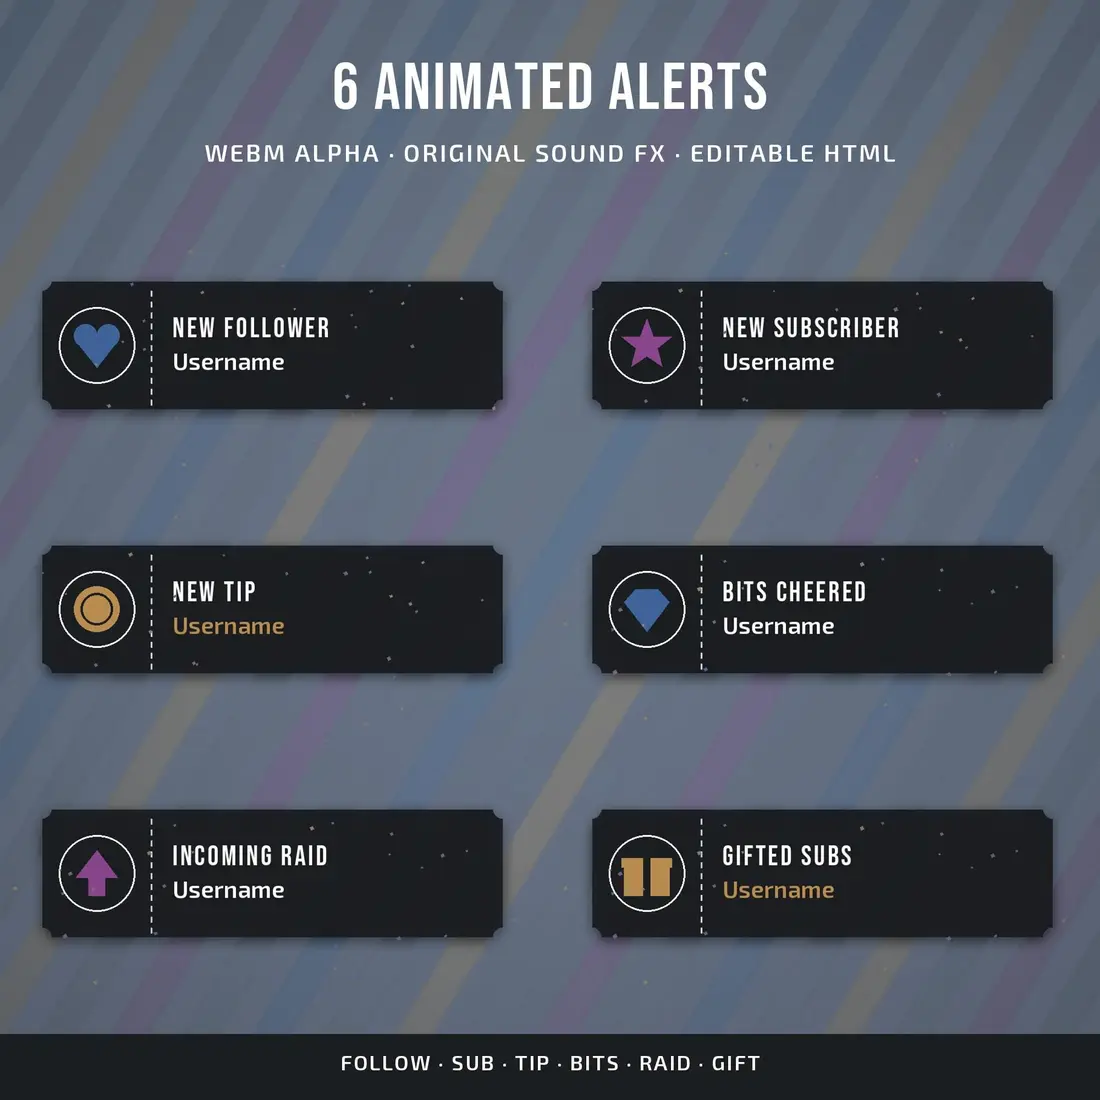 6 ANIMATED ALERTS
WEBM ALPHA · ORIGINAL SOUND FX · EDITABLE HTML
NEW FOLLOWER
Username
NEW SUBSCRIBER
Username
NEW TIP
Username
BITS CHEERED
Username
INCOMING RAID
Username
GIFTED SUBS
Username
FOLLOW · SUB · TIP · BITS · RAID · GIFT